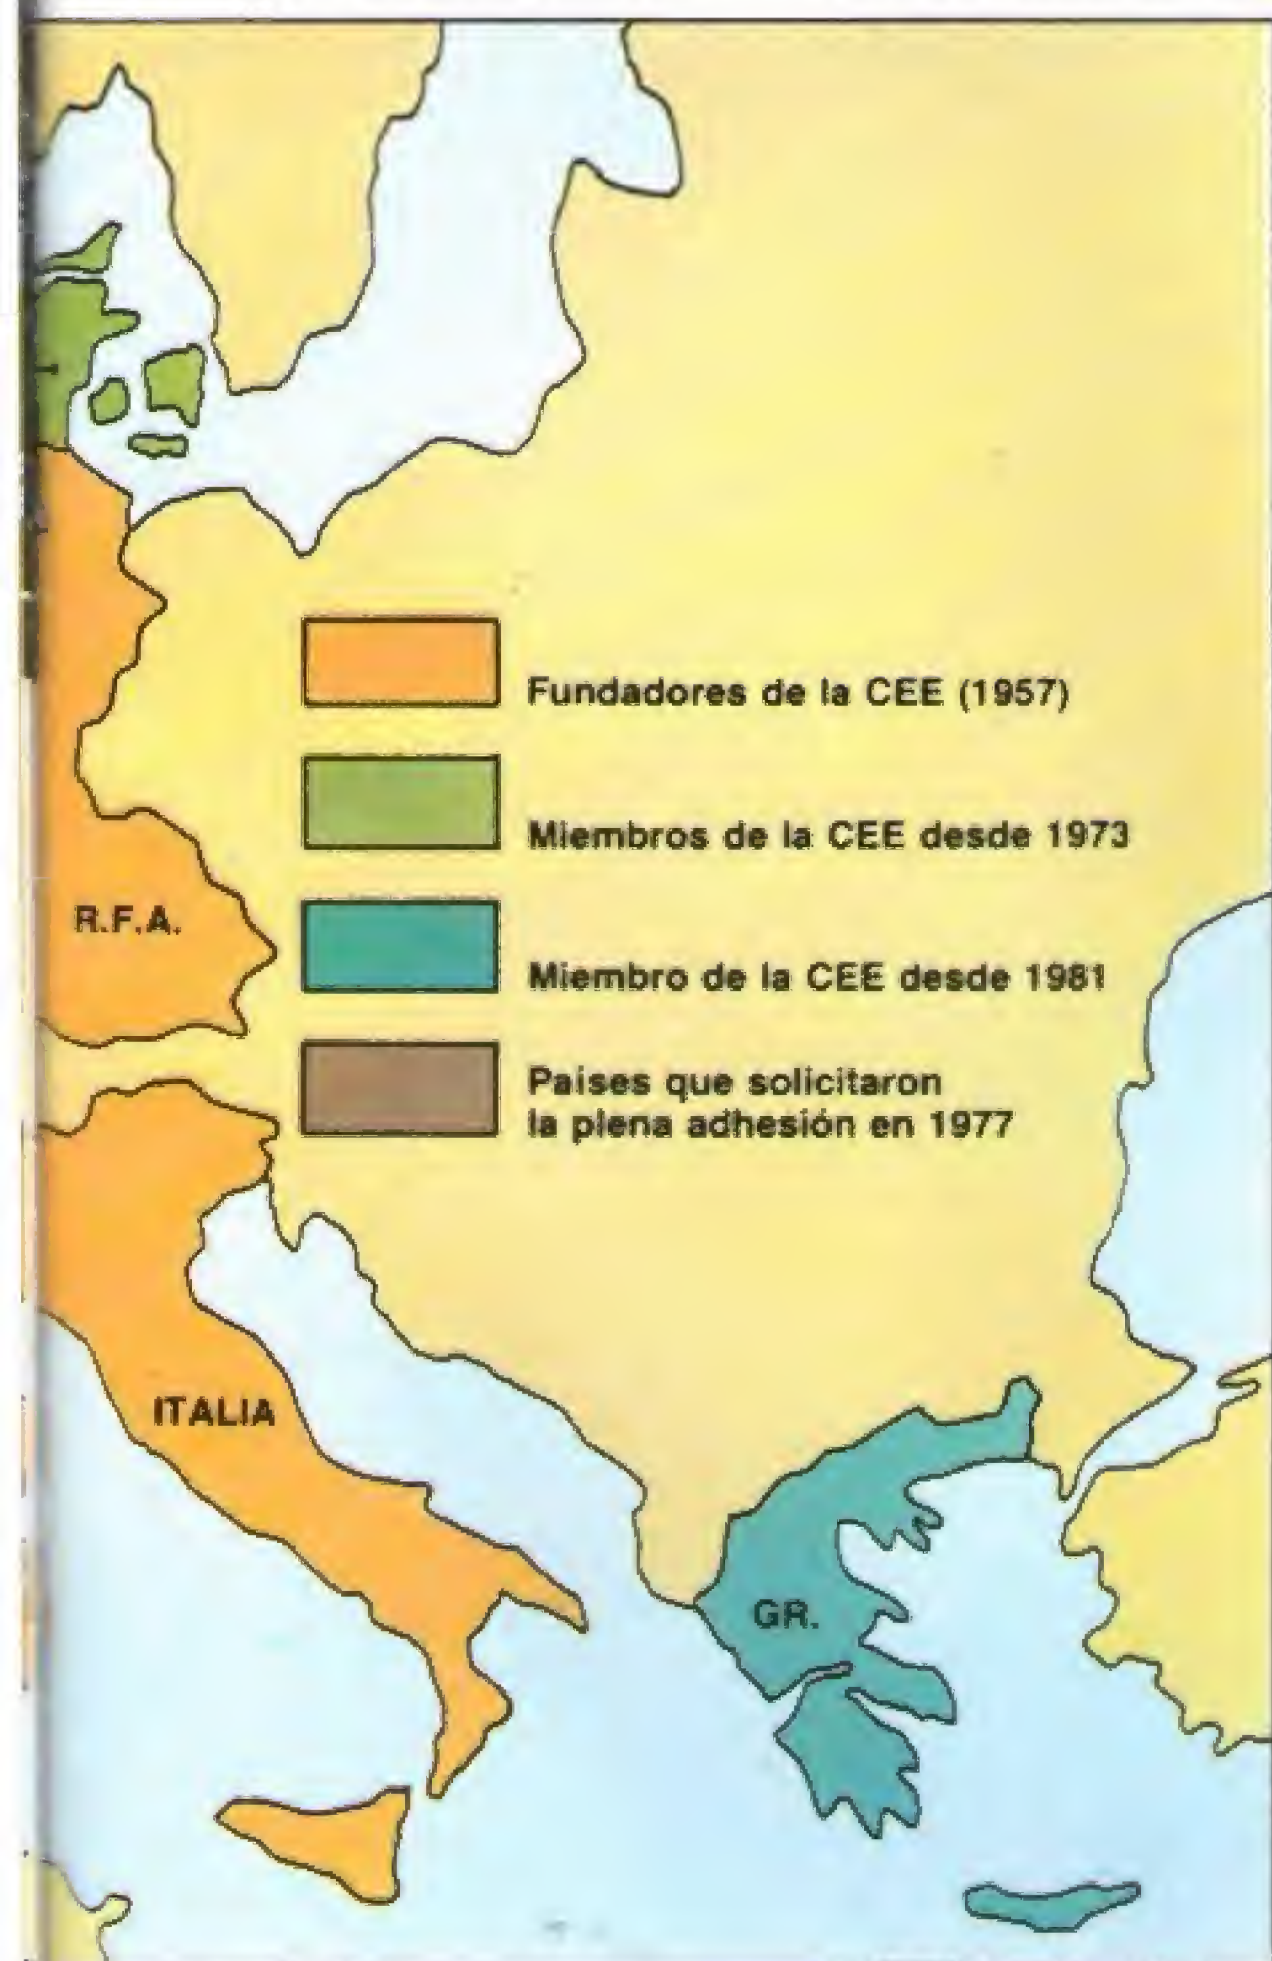 Fundadores de la CEE (1957)
Miembros de la CEE desde 1973
R.F.A.
Miembro de la CEE desde 1981
Países que solicitaron
la plena adhesión en 1977
ITALIA
GR.